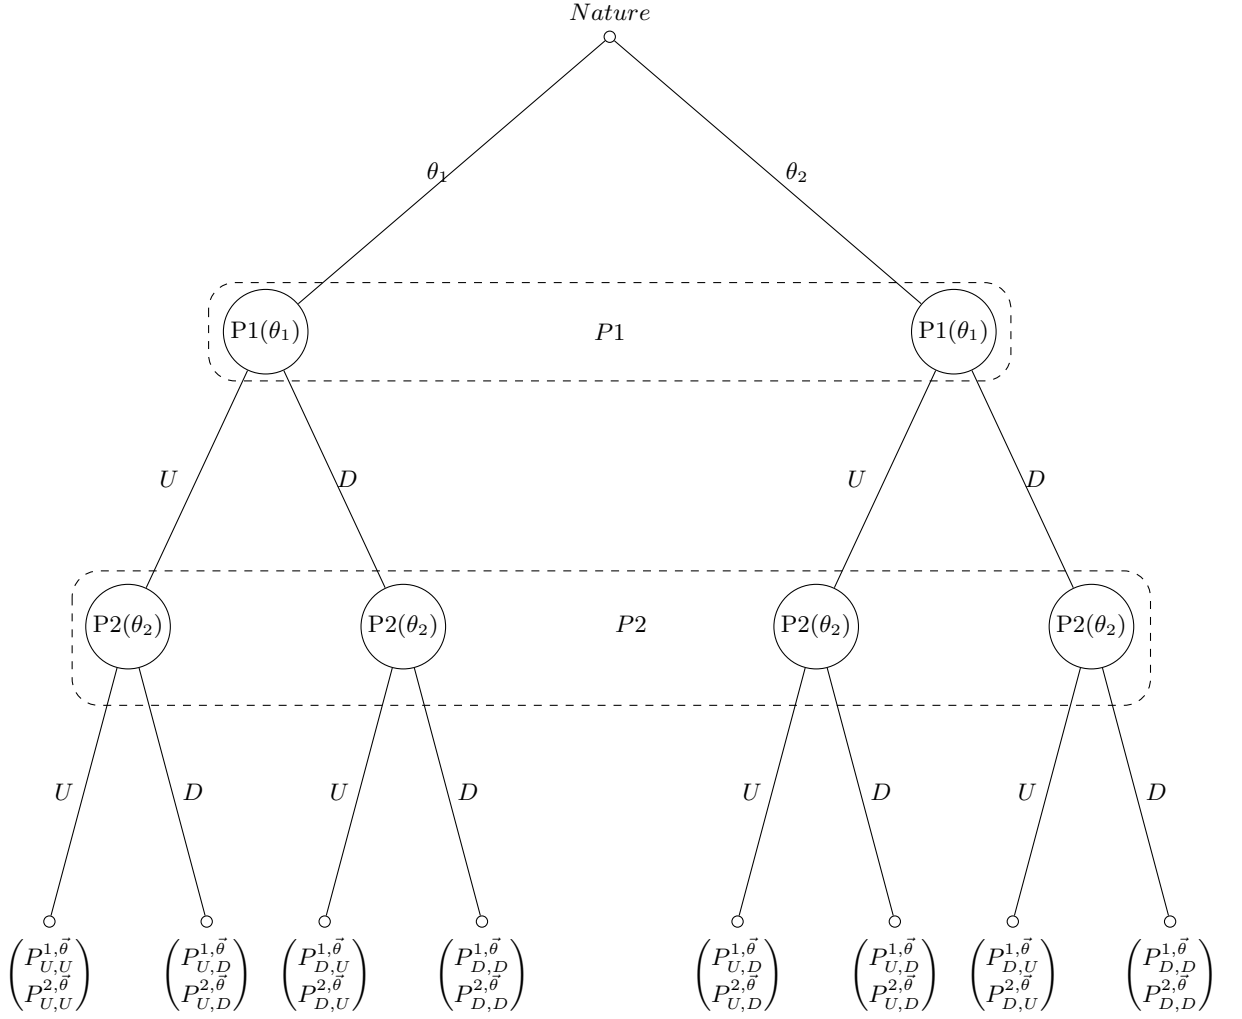 Nature
θ₁ θ₂
P1(θ₁) P1 P1(θ₁)
U D U D
P2(θ₂) P2(θ₂) P2 P2(θ₂) P2(θ₂)
U D U D U D U D
(P^{1,θ⃗}_{U,U}) (P^{1,θ⃗}_{U,D}) (P^{1,θ⃗}_{D,U}) (P^{1,θ⃗}_{D,D}) (P^{1,θ⃗}_{U,D}) (P^{1,θ⃗}_{U,D}) (P^{1,θ⃗}_{D,U}) (P^{1,θ⃗}_{D,D})
(P^{2,θ⃗}_{U,U}) (P^{2,θ⃗}_{U,D}) (P^{2,θ⃗}_{D,U}) (P^{2,θ⃗}_{D,D}) (P^{2,θ⃗}_{U,D}) (P^{2,θ⃗}_{U,D}) (P^{2,θ⃗}_{D,U}) (P^{2,θ⃗}_{D,D})